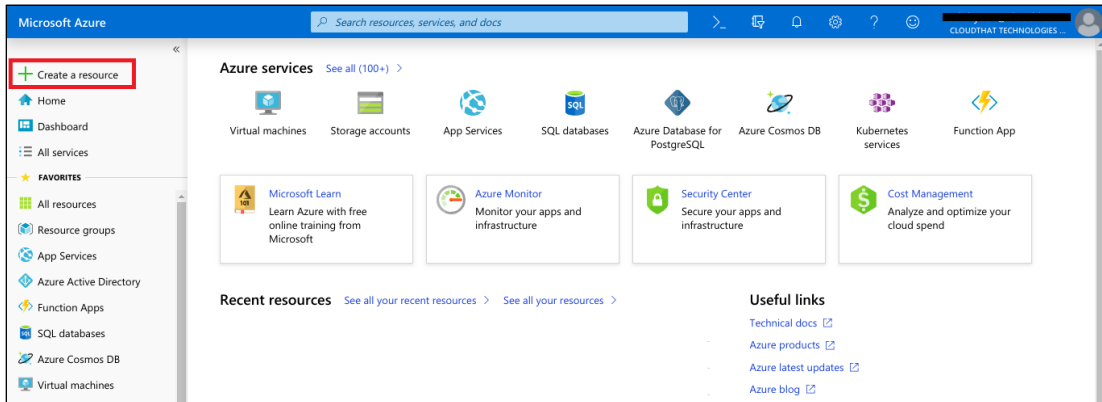 Microsoft Azure
Search resources, services, and docs
CLOUDTHAT TECHNOLOGIES ...
«
Create a resource
Home
Dashboard
All services
FAVORITES
All resources
Resource groups
App Services
Azure Active Directory
Function Apps
SQL databases
Azure Cosmos DB
Virtual machines
Azure services See all (100+) >
Virtual machines
Storage accounts
App Services
SQL
SQL databases
Azure Database for
PostgreSQL
Azure Cosmos DB
Kubernetes
services
Function App
101
Microsoft Learn
Learn Azure with free
online training from
Microsoft
Azure Monitor
Monitor your apps and
infrastructure
Security Center
Secure your apps and
infrastructure
Cost Management
Analyze and optimize your
cloud spend
Recent resources See all your recent resources > See all your resources >
Useful links
Technical docs
Azure products
Azure latest updates
Azure blog